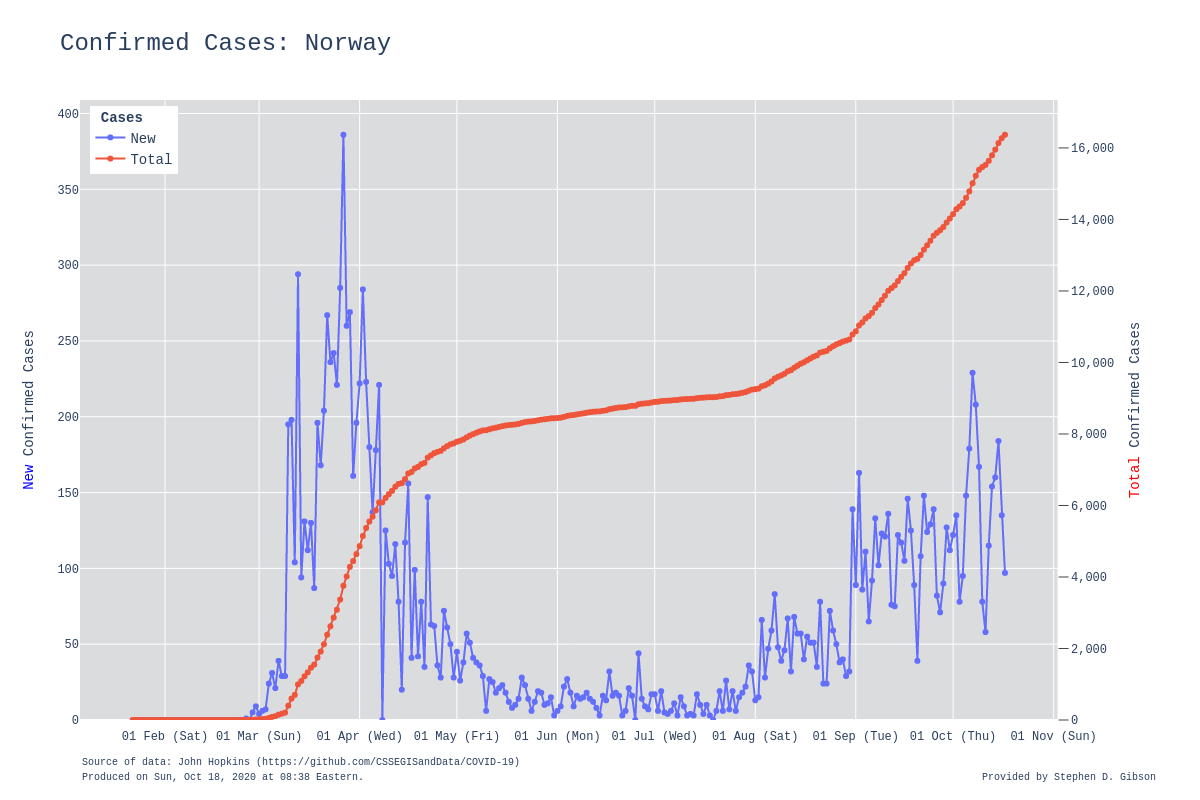 Confirmed Cases: Norway
Cases
New
Total
400
350
300
250
200
150
100
50
0
16,000
14,000
12,000
10,000
8,000
6,000
4,000
2,000
0
New Confirmed Cases
Total Confirmed Cases
01 Feb (Sat) 01 Mar (Sun) 01 Apr (Wed) 01 May (Fri) 01 Jun (Mon) 01 Jul (Wed) 01 Aug (Sat) 01 Sep (Tue) 01 Oct (Thu) 01 Nov (Sun)
Source of data: John Hopkins (https://github.com/CSSEGISandData/COVID-19)
Produced on Sun, Oct 18, 2020 at 08:38 Eastern.
Provided by Stephen D. Gibson